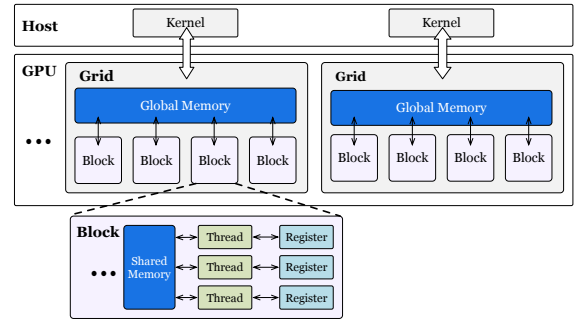 Host
Kernel
Kernel
GPU
Grid
Global Memory
Block
Block
Block
Block
Grid
Global Memory
Block
Block
Block
Block
...
Block
...
Shared
Memory
Thread
Register
Thread
Register
Thread
Register